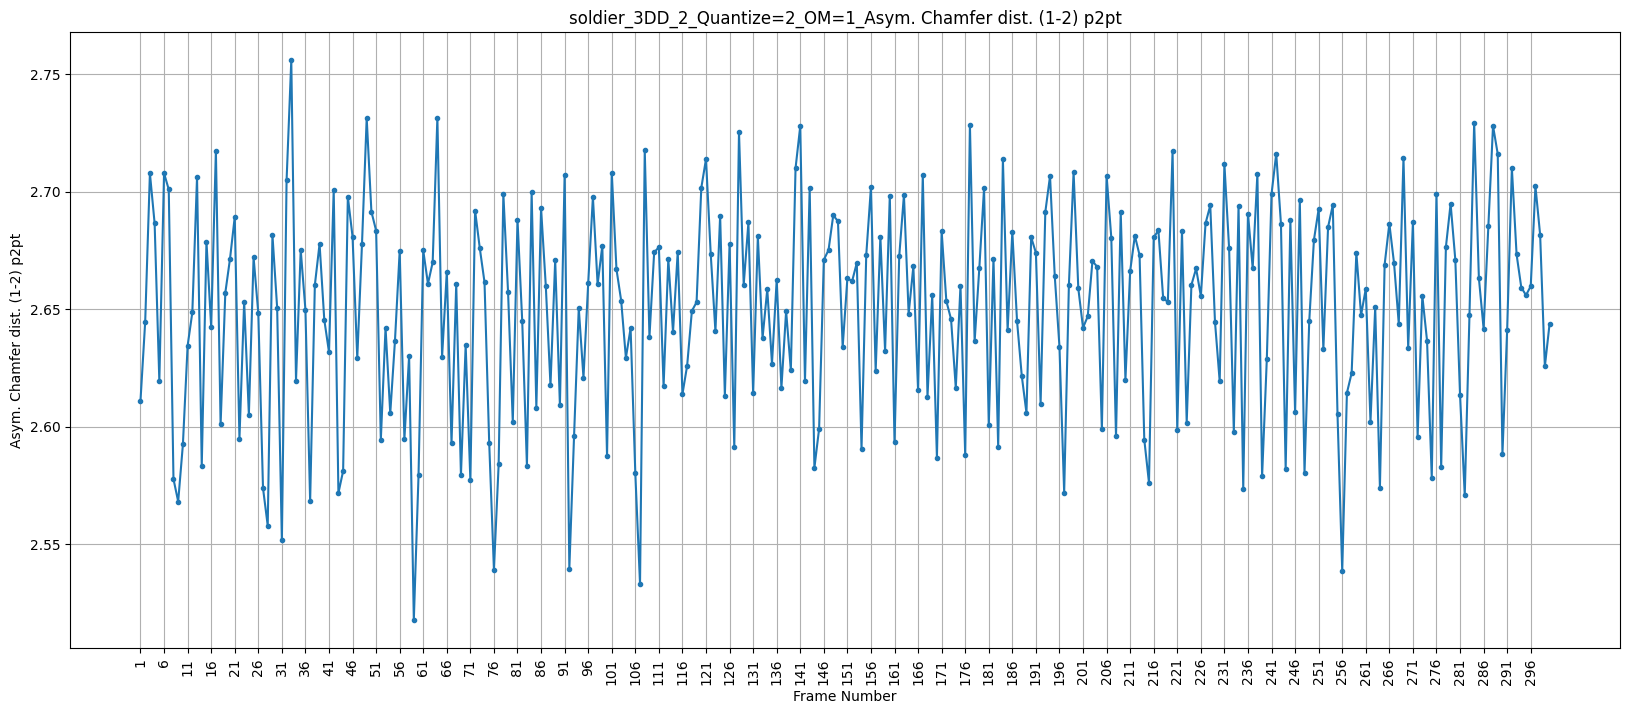 soldier_3DD_2_Quantize=2_OM=1_Asym. Chamfer dist. (1-2) p2pt
Asym. Chamfer dist. (1-2) p2pt
2.75
2.70
2.65
2.60
2.55
1 6 11 16 21 26 31 36 41 46 51 56 61 66 71 76 81 86 91 96 101 106 111 116 121 126 131 136 141 146 151 156 161 166 171 176 181 186 191 196 201 206 211 216 221 226 231 236 241 246 251 256 261 266 271 276 281 286 291 296
Frame Number